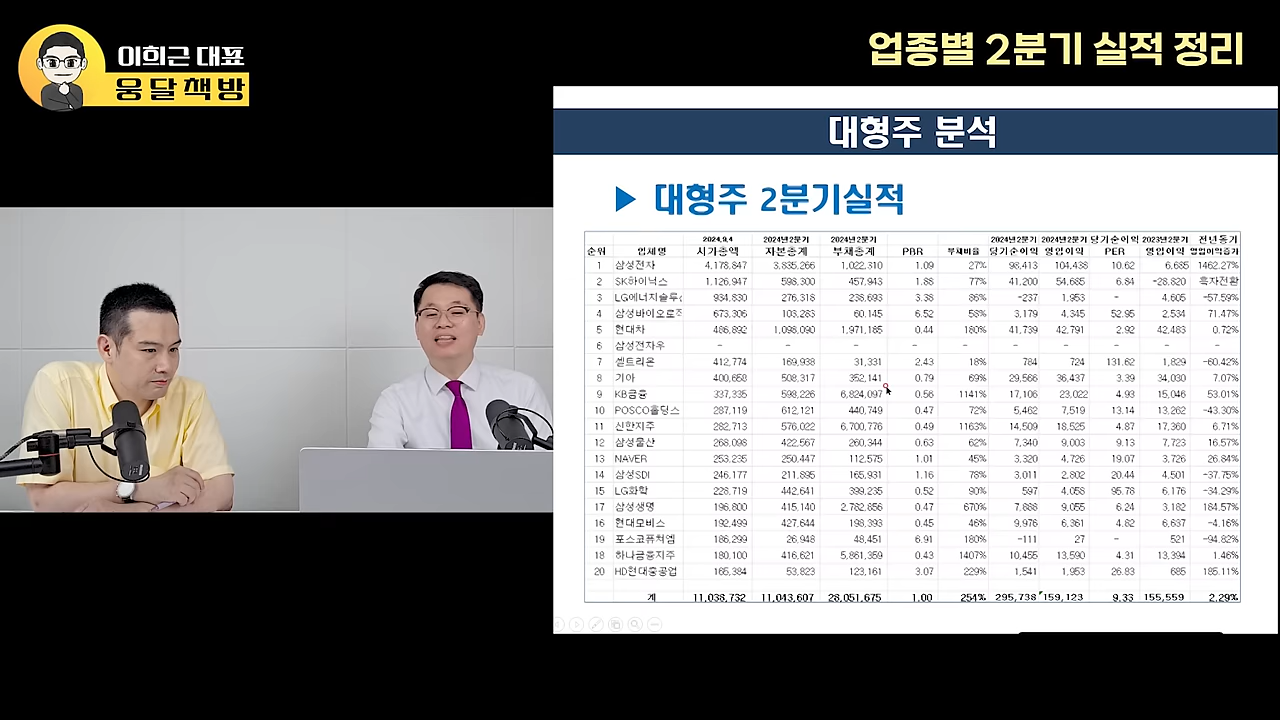 이희근 대표
웅달책방
업종별 2분기 실적 정리
대형주 분석
▶ 대형주 2분기실적
2024.9.4 2024년2분기 2024년2분기 2024년2분기 2024년2분기 당기순이익 2023년2분기 전년동기
순위 업체명 시가총액 자본총계 부채총계 PBR 부채비율 당기순이익 영업이익 PER 영업이익 영업이익증가
1 삼성전자 4,178,847 3,835,266 1,022,310 1.09 27% 98,413 104,438 10.62 6,685 1462.27%
2 SK하이닉스 1,126,947 598,300 457,943 1.88 77% 41,200 54,685 6.84 -28,820 흑자전환
3 LG에너지솔루 934,830 276,318 238,693 3.38 86% -237 1,953 - 4,605 -57.59%
4 삼성바이오로직 673,306 103,283 60,145 6.52 58% 3,179 4,345 52.95 2,534 71.47%
5 현대차 486,892 1,098,090 1,971,185 0.44 180% 41,739 42,791 2.92 42,483 0.72%
6 삼성전자우 - - - - - - - - - -
7 셀트리온 412,774 169,938 31,331 2.43 18% 784 724 131.62 1,829 -60.42%
8 기아 400,658 508,317 352,141 0.79 69% 29,566 36,437 3.39 34,030 7.07%
9 KB금융 337,335 598,226 6,824,097 0.56 1141% 17,106 23,022 4.93 15,046 53.01%
10 POSCO홀딩스 287,119 612,121 440,749 0.47 72% 5,462 7,519 13.14 13,262 -43.30%
11 신한지주 282,713 576,022 6,700,776 0.49 1163% 14,509 18,525 4.87 17,360 6.71%
12 삼성물산 268,098 422,567 260,344 0.63 62% 7,340 9,003 9.13 7,723 16.57%
13 NAVER 253,235 250,447 112,575 1.01 45% 3,320 4,726 19.07 3,726 26.84%
14 삼성SDI 246,177 211,895 165,931 1.16 78% 3,011 2,802 20.44 4,501 -37.75%
15 LG화학 228,719 442,641 399,235 0.52 90% 597 4,058 95.78 6,176 -34.29%
17 삼성생명 196,800 415,140 2,782,856 0.47 670% 7,888 9,055 6.24 3,182 184.57%
16 현대모비스 192,499 427,644 198,393 0.45 46% 9,976 6,361 4.82 6,637 -4.16%
19 포스코퓨처엠 186,299 26,948 48,451 6.91 180% -111 27 - 521 -94.82%
18 하나금융지주 180,100 416,621 5,861,359 0.43 1407% 10,455 13,590 4.31 13,394 1.46%
20 HD현대중공업 165,384 53,823 123,161 3.07 229% 1,541 1,953 26.83 685 185.11%
계 11,038,732 11,043,607 28,051,675 1.00 254% 295,738 159,123 9.33 155,559 2.29%